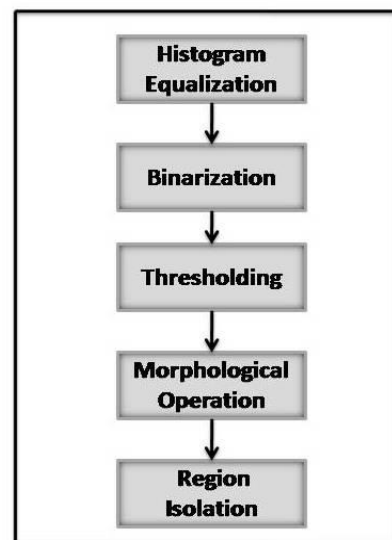 Histogram
Equalization
Binarization
Thresholding
Morphological
Operation
Region
Isolation